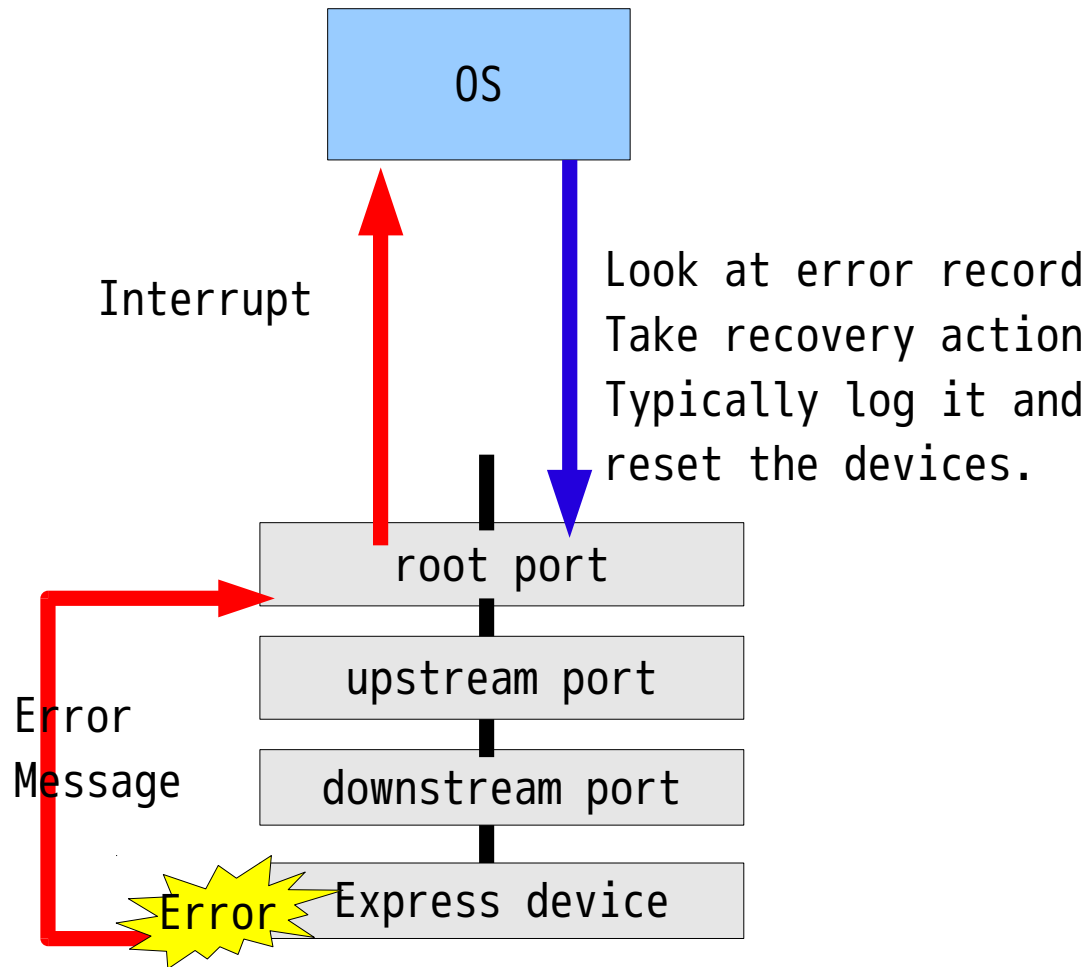 OS
Interrupt
Look at error record
Take recovery action
Typically log it and
reset the devices.
root port
upstream port
Error
Message
downstream port
Error
Express device